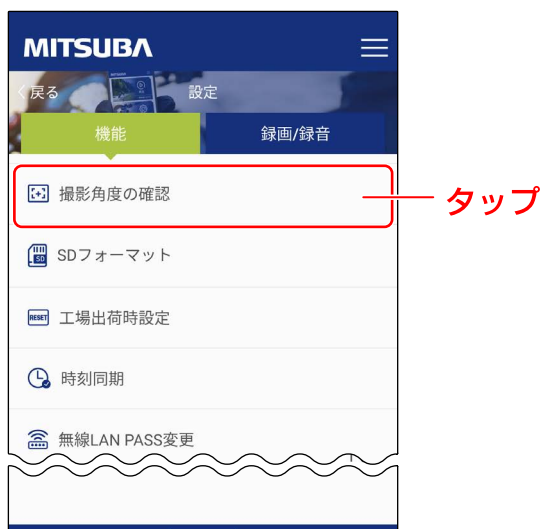 MITSUBA
戻る 設定
機能 録画/録音
撮影角度の確認
タップ
SD
SDフォーマット
RESET 工場出荷時設定
時刻同期
無線LAN PASS変更